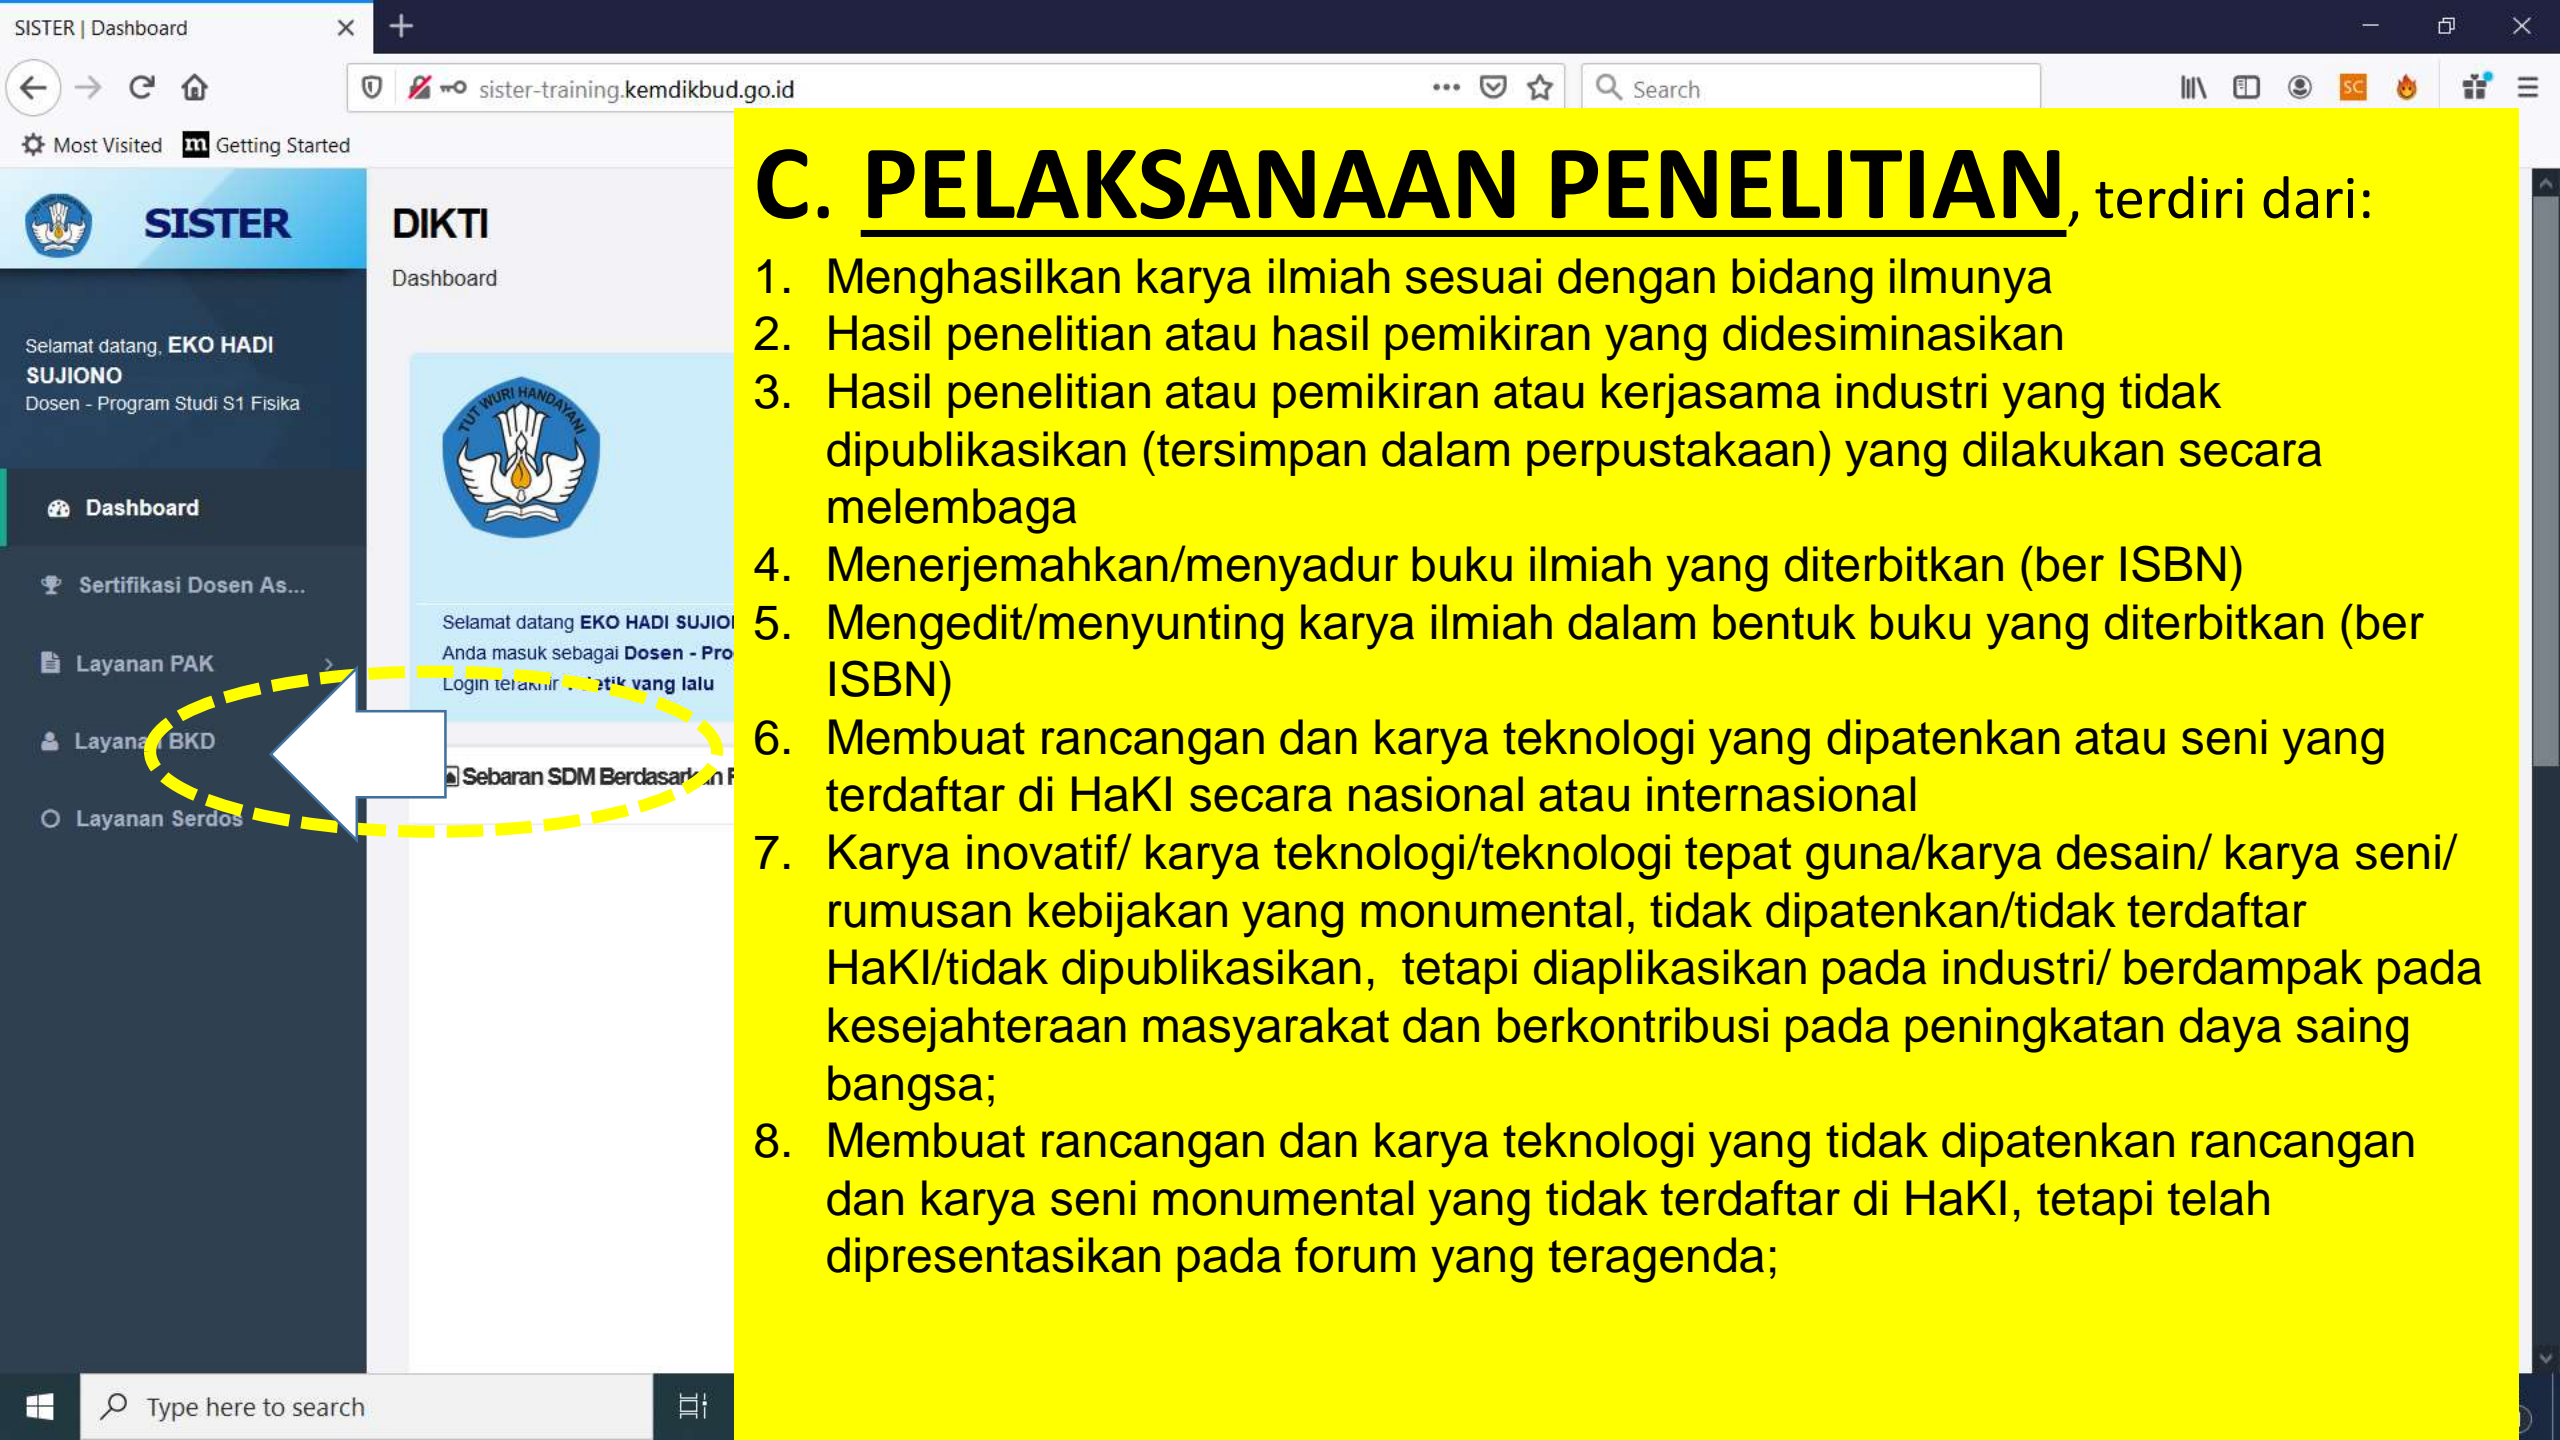 SISTER | Dashboard
sister-training.kemdikbud.go.id
Search
SC
Most Visited
m Getting Started
SISTER
Selamat datang, EKO HADI
SUJIONO
Dosen - Program Studi S1 Fisika
Dashboard
Sertifikasi Dosen As...
Layanan PAK
Layanan BKD
Layanan Serdos
DIKTI
Dashboard
TUT WURI HANDAYANI
Selamat datang EKO HADI
Anda masuk sebagai Dosen -
Login terakhir yang lalu
Sebaran SDM Berdasarkan
C. PELAKSANAAN PENELITIAN, terdiri dari:
1. Menghasilkan karya ilmiah sesuai dengan bidang ilmunya
2. Hasil penelitian atau hasil pemikiran yang didesiminasikan
3. Hasil penelitian atau pemikiran atau kerjasama industri yang tidak
dipublikasikan (tersimpan dalam perpustakaan) yang dilakukan secara
melembaga
4. Menerjemahkan/menyadur buku ilmiah yang diterbitkan (ber ISBN)
5. Mengedit/menyunting karya ilmiah dalam bentuk buku yang diterbitkan (ber
ISBN)
6. Membuat rancangan dan karya teknologi yang dipatenkan atau seni yang
terdaftar di HaKI secara nasional atau internasional
7. Karya inovatif/ karya teknologi/teknologi tepat guna/karya desain/ karya seni/
rumusan kebijakan yang monumental, tidak dipatenkan/tidak terdaftar
HaKI/tidak dipublikasikan, tetapi diaplikasikan pada industri/ berdampak pada
kesejahteraan masyarakat dan berkontribusi pada peningkatan daya saing
bangsa;
8. Membuat rancangan dan karya teknologi yang tidak dipatenkan rancangan
dan karya seni monumental yang tidak terdaftar di HaKI, tetapi telah
dipresentasikan pada forum yang teragenda;
Type here to search